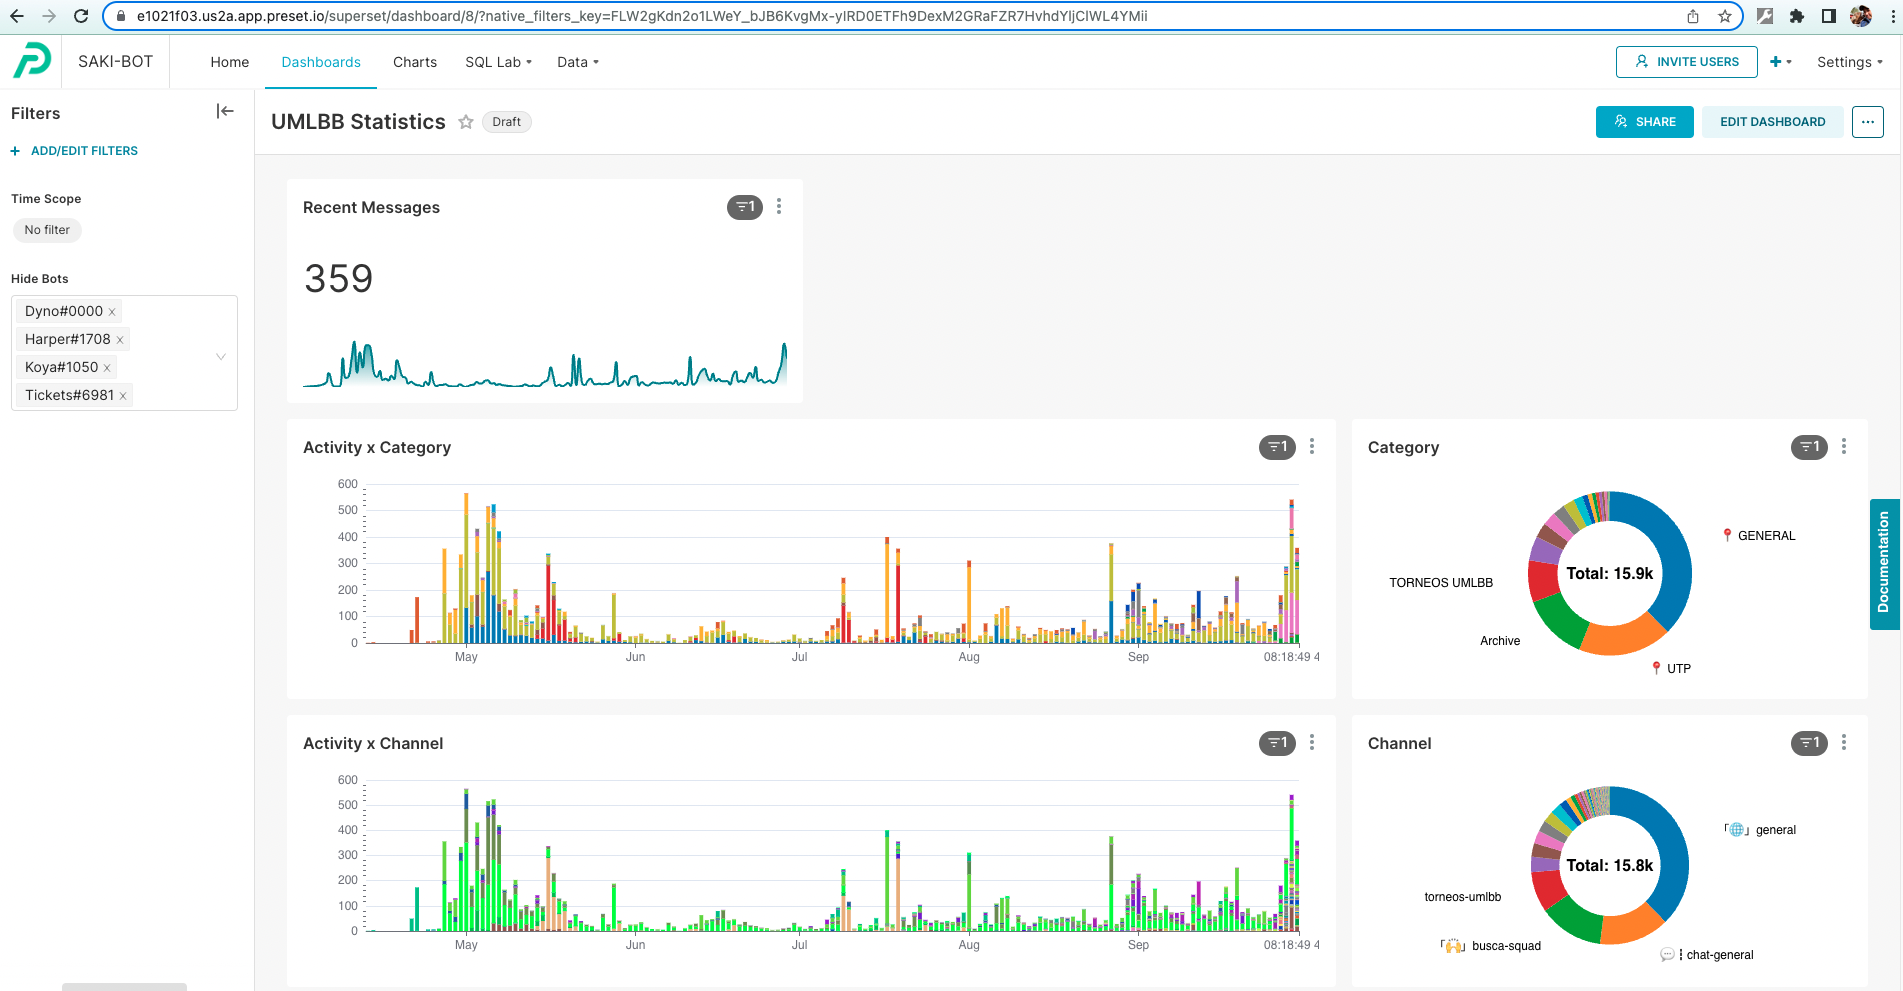 e1021f03.us2a.app.preset.io/superset/dashboard/8/?native_filters_key=FLW2gKdn2o1LWeY_bJB6KvgMx-yIRD0ETFh9DexM2GRaFZR7HvhdYIjCIWL4YMii
SAKI-BOT
Home
Dashboards
Charts
SQL Lab
Data
INVITE USERS
Settings
Filters
ADD/EDIT FILTERS
Time Scope
No filter
Hide Bots
Dyno#0000 ×
Harper#1708 ×
Koya#1050 ×
Tickets#6981 ×
UMLBB Statistics
Draft
SHARE
EDIT DASHBOARD
Recent Messages
1
359
Activity x Category
1
600
500
400
300
200
100
0
May
Jun
Jul
Aug
Sep
08:18:49 4
Category
1
Total: 15.9k
📍 GENERAL
TORNEOS UMLBB
Archive
📍 UTP
Documentation
Activity x Channel
1
600
500
400
300
200
100
0
May
Jun
Jul
Aug
Sep
08:18:49 4
Channel
1
Total: 15.8k
「🌐」 general
torneos-umlbb
「🙌」 busca-squad
💬┇chat-general